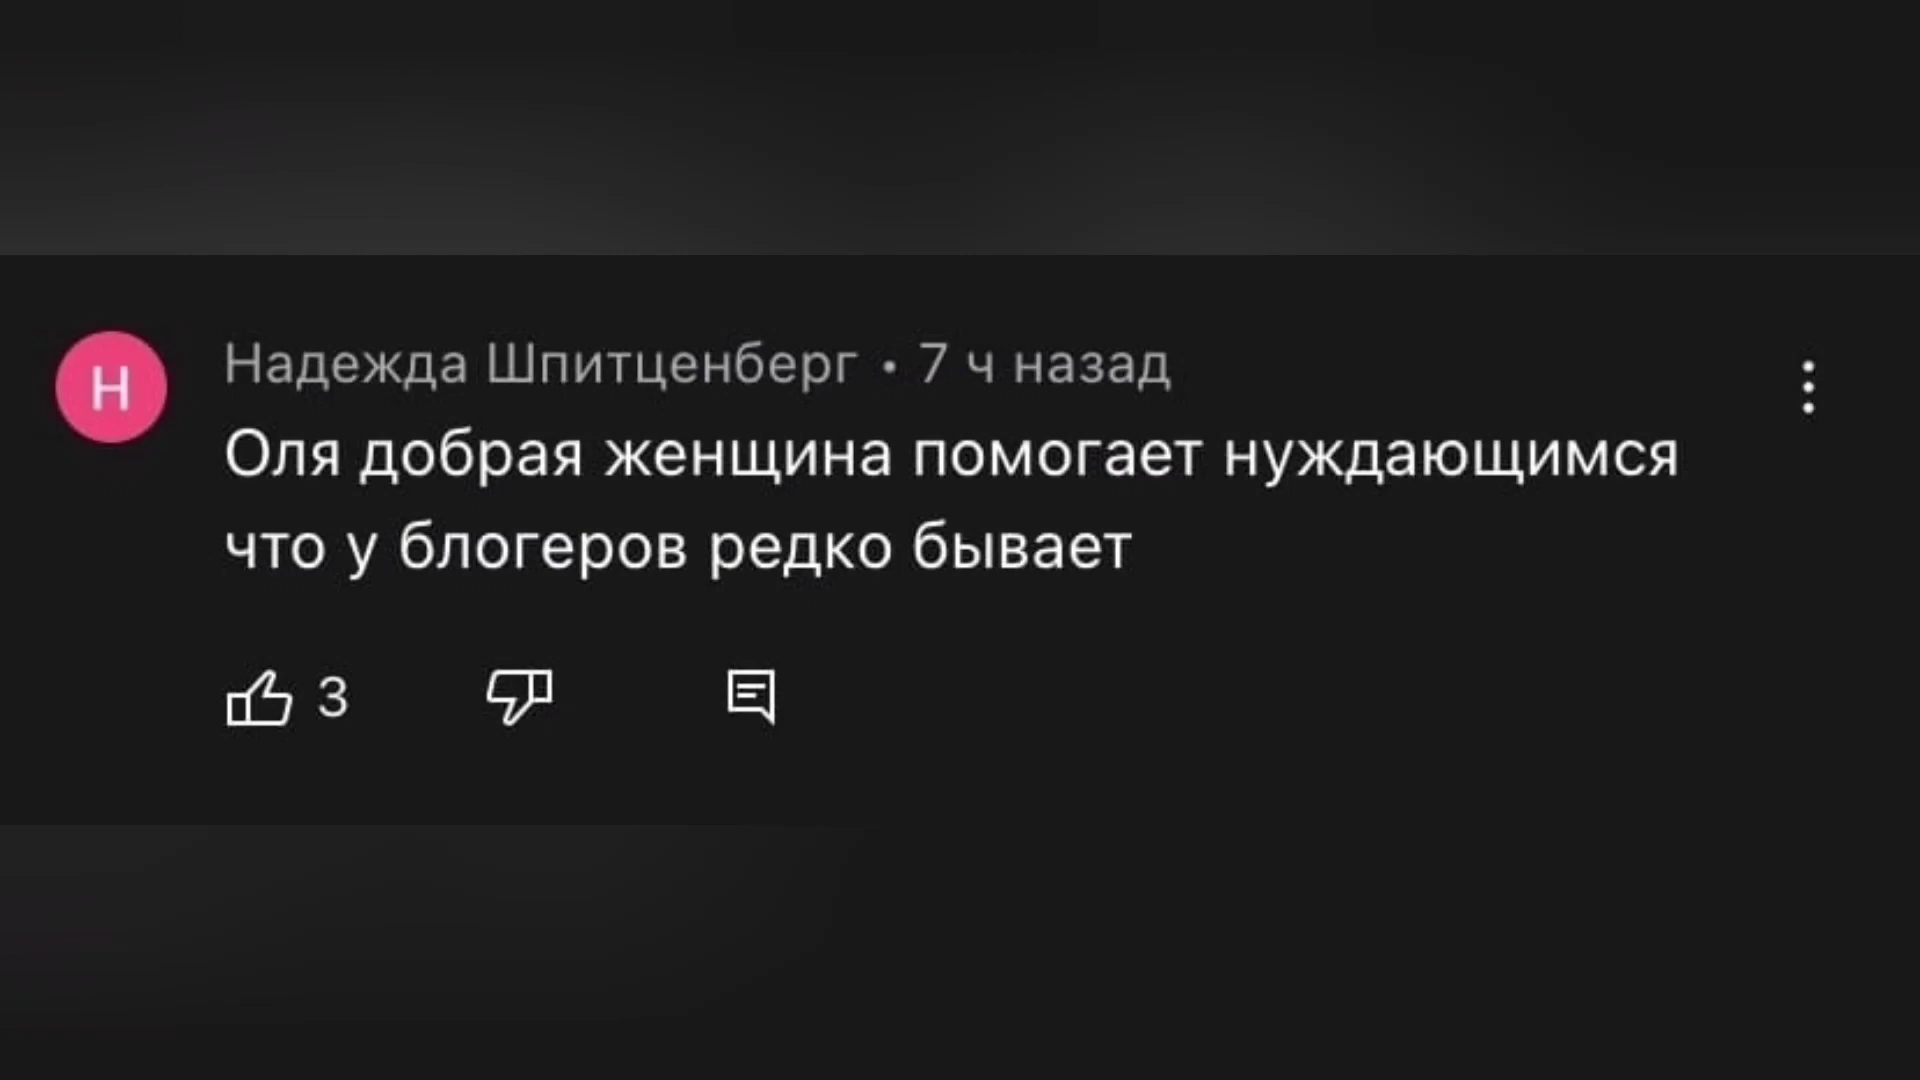 Н
Надежда Шпитценберг • 7 ч назад
Оля добрая женщина помогает нуждающимся
что у блогеров редко бывает
3